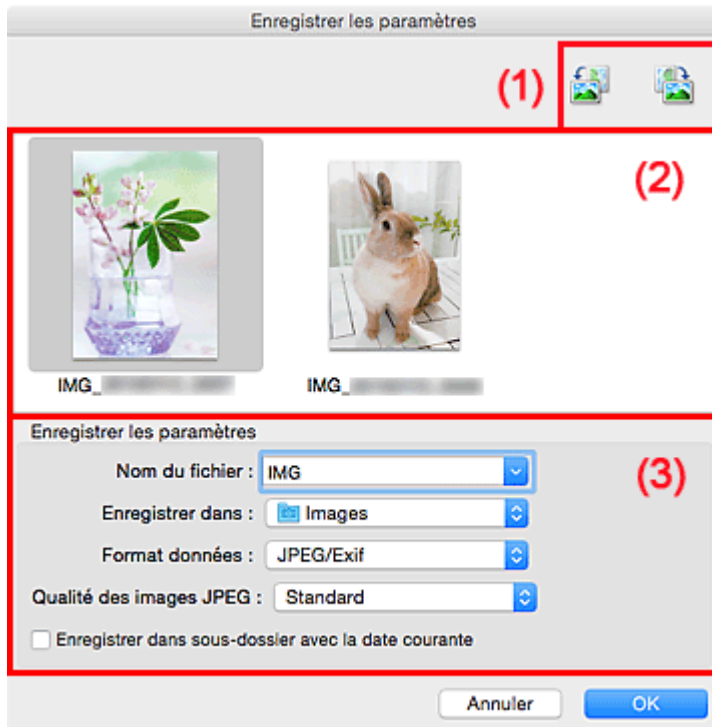 Enregistrer les paramètres
(1)
(2)
IMG_
IMG_
Enregistrer les paramètres
(3)
Nom du fichier : IMG
Enregistrer dans : Images
Format données : JPEG/Exif
Qualité des images JPEG : Standard
Enregistrer dans sous-dossier avec la date courante
Annuler OK